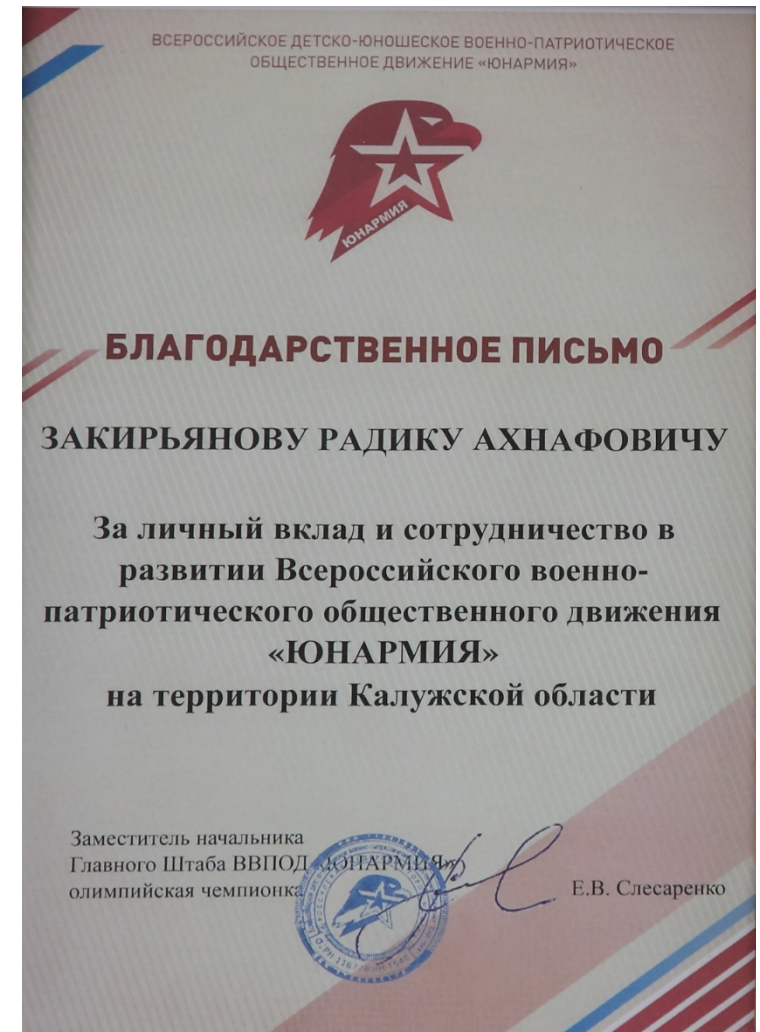 ВСЕРОССИЙСКОЕ ДЕТСКО-ЮНОШЕСКОЕ ВОЕННО-ПАТРИОТИЧЕСКОЕ
ОБЩЕСТВЕННОЕ ДВИЖЕНИЕ «ЮНАРМИЯ»
ЮНАРМИЯ
БЛАГОДАРСТВЕННОЕ ПИСЬМО
ЗАКИРЬЯНОВУ РАДИКУ АХНАФОВИЧУ
За личный вклад и сотрудничество в
развитии Всероссийского военно-
патриотического общественного движения
«ЮНАРМИЯ»
на территории Калужской области
Заместитель начальника
Главного Штаба ВВПОД «ЮНАРМИЯ»
олимпийская чемпионка
Е.В. Слесаренко